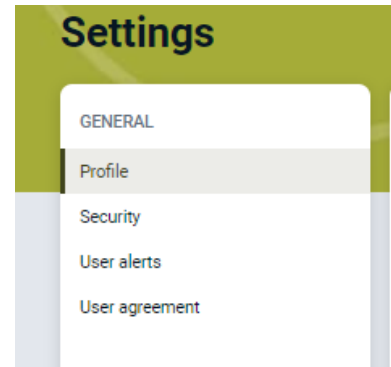 Settings
GENERAL
Profile
Security
User alerts
User agreement